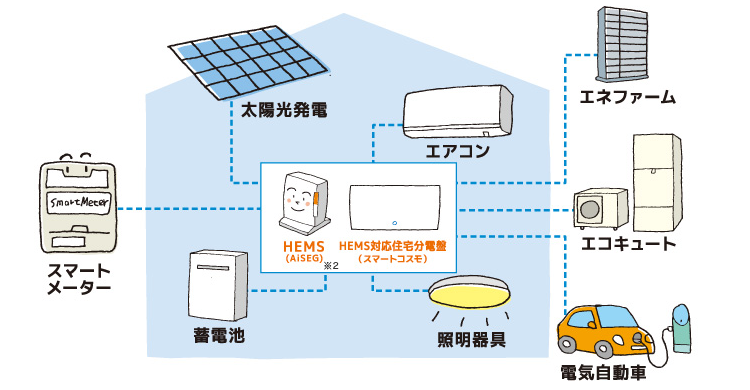 太陽光発電
エネファーム
エアコン
SmartMeter
スマート
メーター
HEMS
(AiSEG)
※2
HEMS対応住宅分電盤
(スマートコスモ)
エコキュート
蓄電池
照明器具
電気自動車